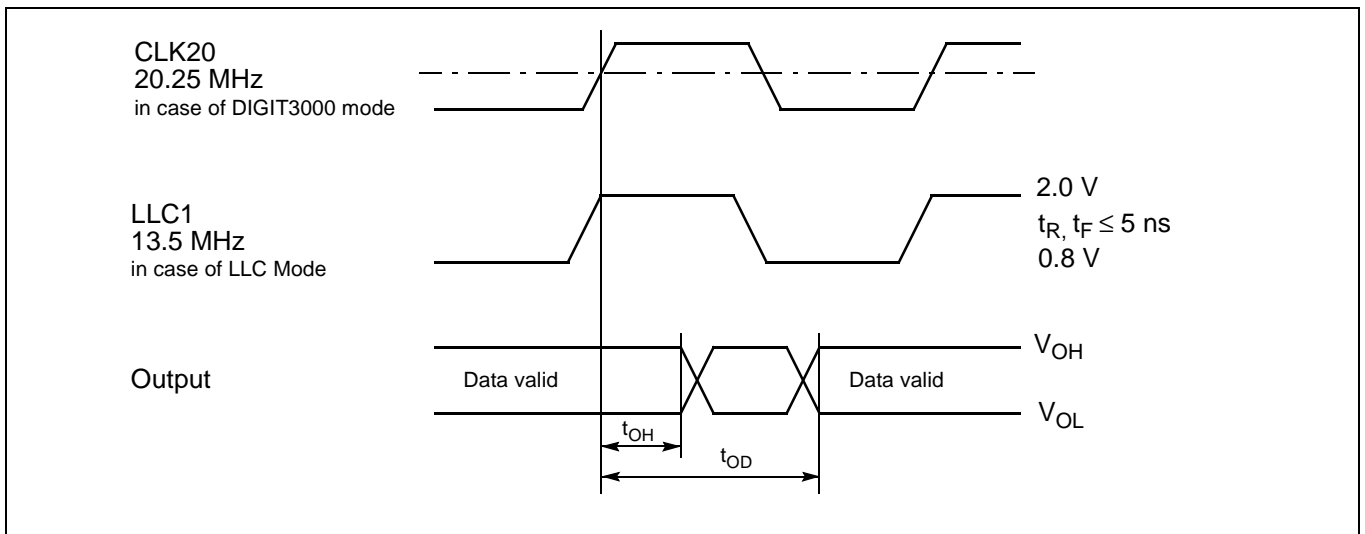 CLK20
20.25 MHz
in case of DIGIT3000 mode
LLC1
13.5 MHz
in case of LLC Mode
2.0 V
tR, tF ≤ 5 ns
0.8 V
Output
Data valid
Data valid
VOH
VOL
tOH
tOD